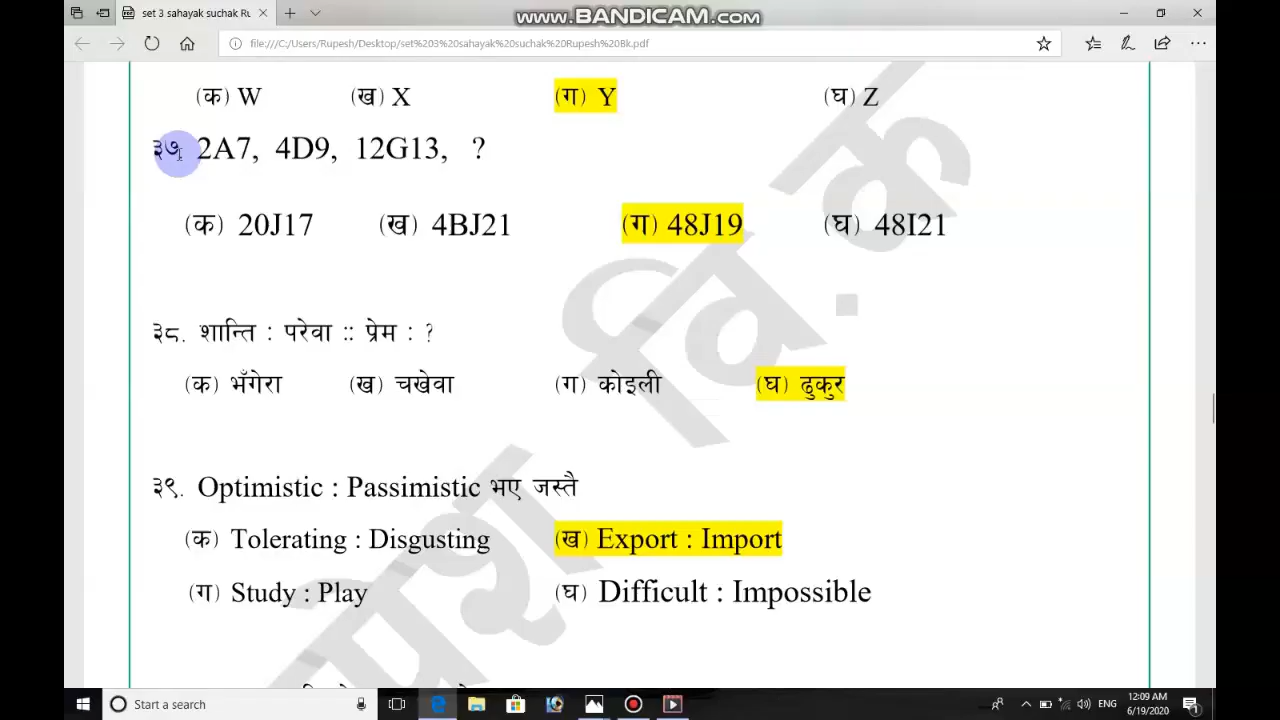 www.BANDICAM.com
set 3 sahayak suchak Ru
file:///C:/Users/Rupesh/Desktop/set%203%20sahayak%20suchak%20Rupesh%20Bk.pdf
(क) W (ख) X (ग) Y (घ) Z
३७. 2A7, 4D9, 12G13, ?
(क) 20J17 (ख) 4BJ21 (ग) 48J19 (घ) 48I21
३८. शान्ति : परेवा :: प्रेम : ?
(क) भँगेरा (ख) चखेवा (ग) कोइली (घ) ढुकुर
३९. Optimistic : Passimistic भए जस्तै
(क) Tolerating : Disgusting (ख) Export : Import
(ग) Study : Play (घ) Difficult : Impossible
Start a search
ENG
12:09 AM
6/19/2020